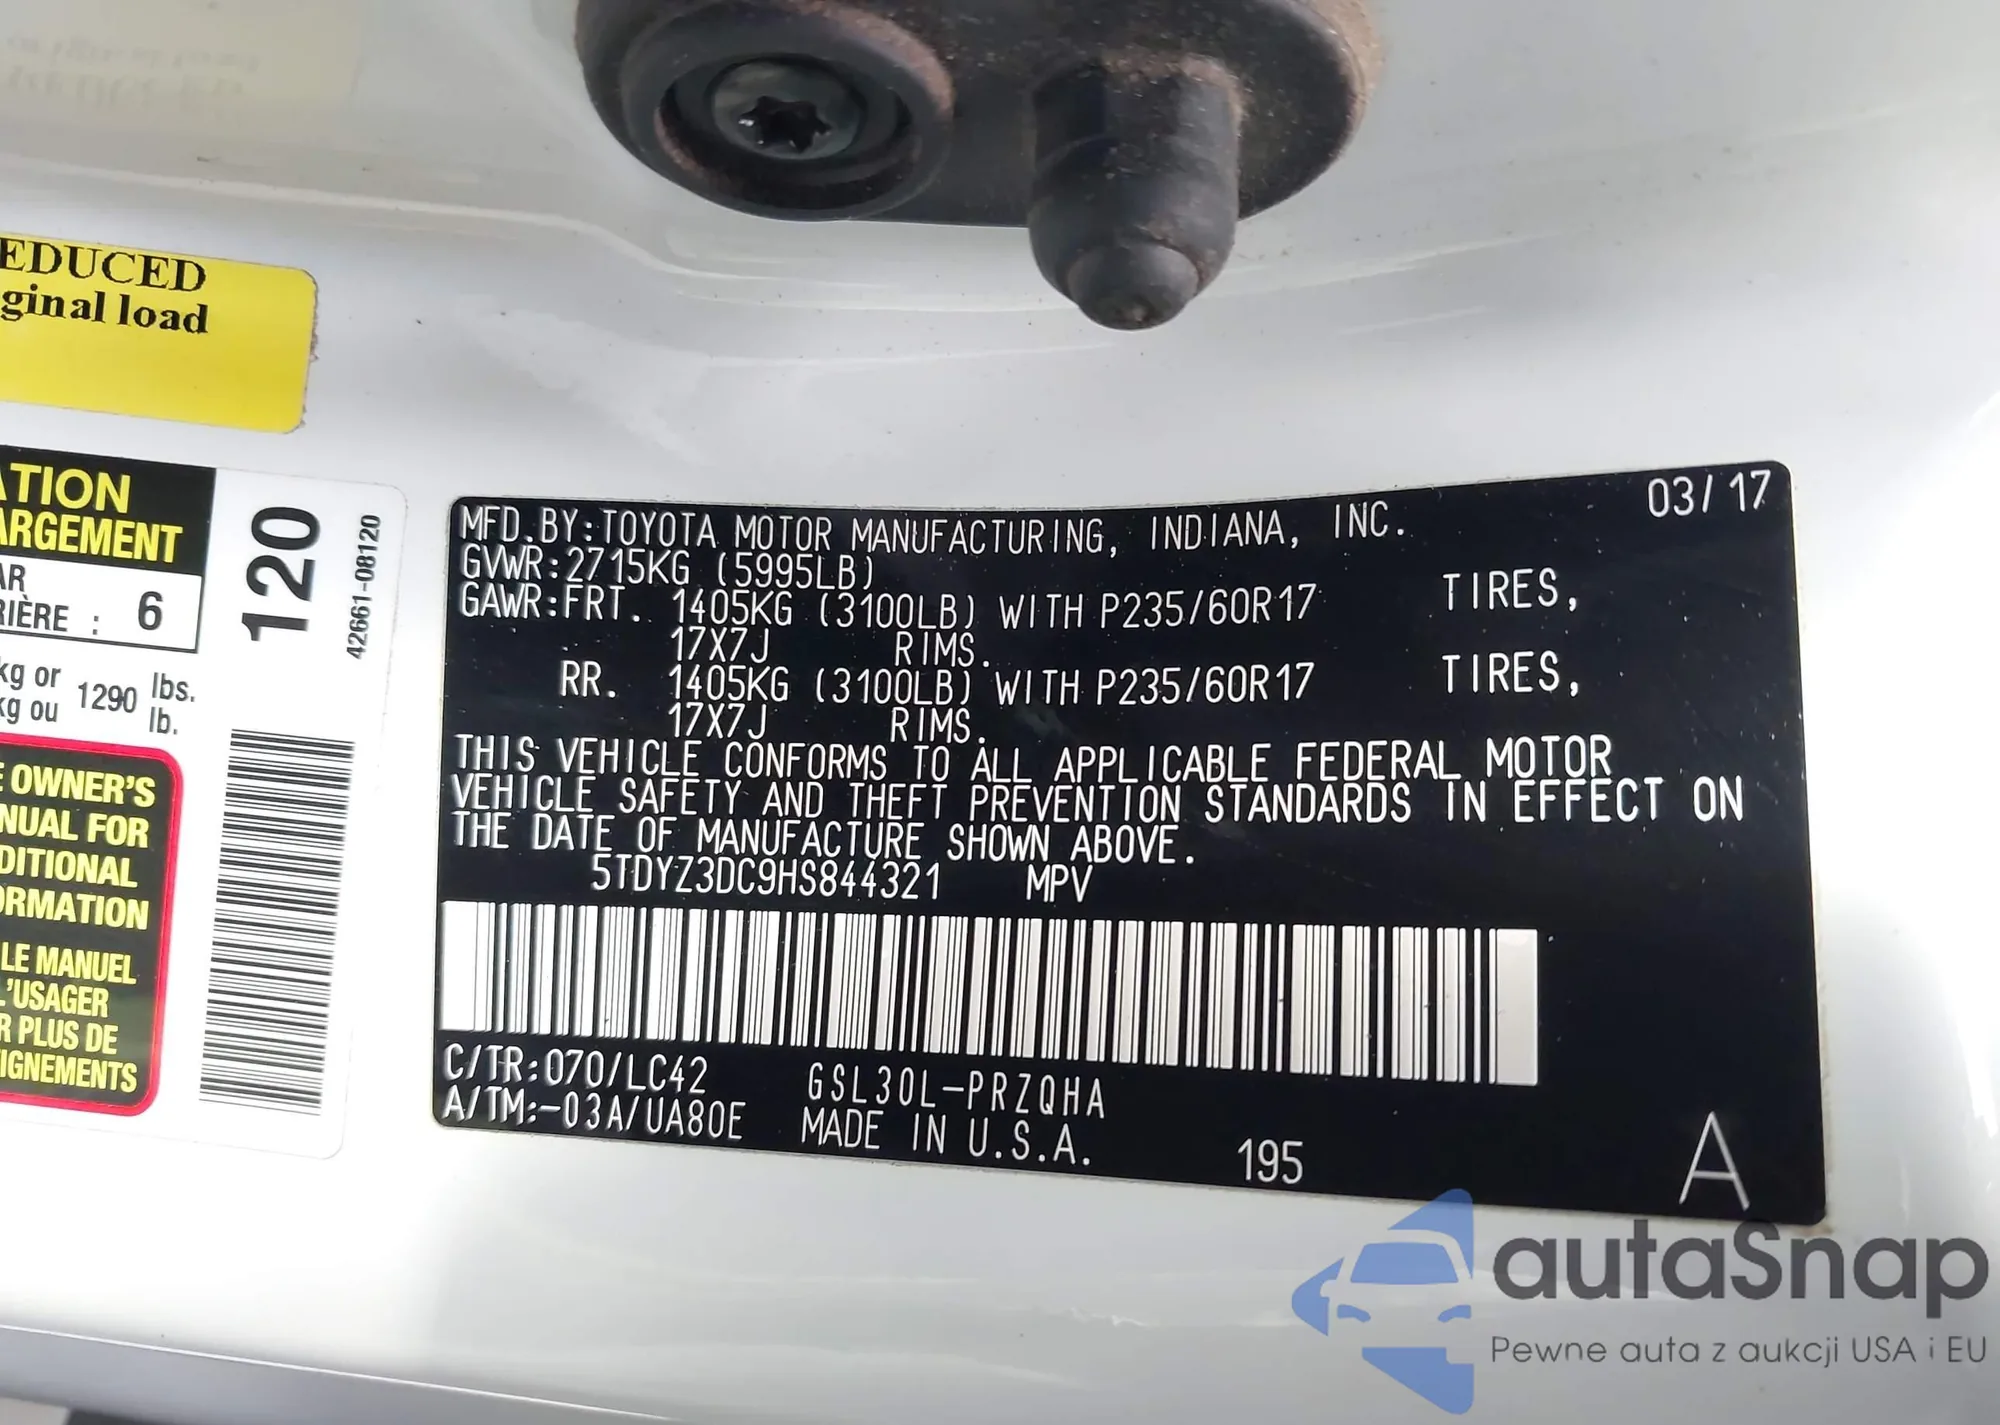 EDUCED
ginal load
ATION
ARGEMENT
AR
RIÈRE : 6
kg or 1290 lbs.
kg ou lb.
E OWNER'S
NUAL FOR
DITIONAL
ORMATION
LE MANUEL
L'USAGER
R PLUS DE
IGNEMENTS
120
42661-08120
03/17
MFD.BY:TOYOTA MOTOR MANUFACTURING, INDIANA, INC.
GVWR:2715KG (5995LB)
GAWR:FRT. 1405KG (3100LB) WITH P235/60R17 TIRES,
17X7J RIMS.
RR. 1405KG (3100LB) WITH P235/60R17 TIRES,
17X7J RIMS.
THIS VEHICLE CONFORMS TO ALL APPLICABLE FEDERAL MOTOR
VEHICLE SAFETY AND THEFT PREVENTION STANDARDS IN EFFECT ON
THE DATE OF MANUFACTURE SHOWN ABOVE.
5TDYZ3DC9HS844321 MPV
C/TR:070/LC42 GSL30L-PRZQHA
A/TM:-03A/UA80E MADE IN U.S.A. 195 A
autaSnap
Pewne auta z aukcji USA i EU